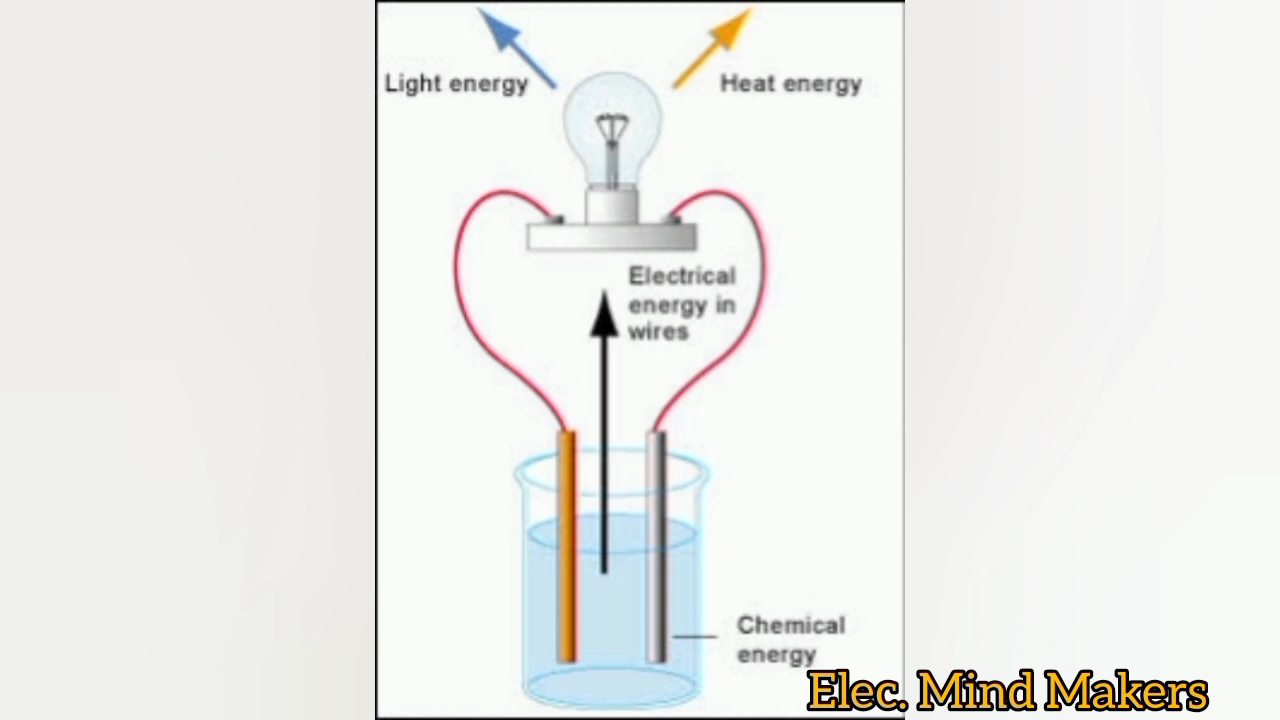 Light energy
Heat energy
Electrical
energy in
wires
Chemical
energy
Elec. Mind Makers